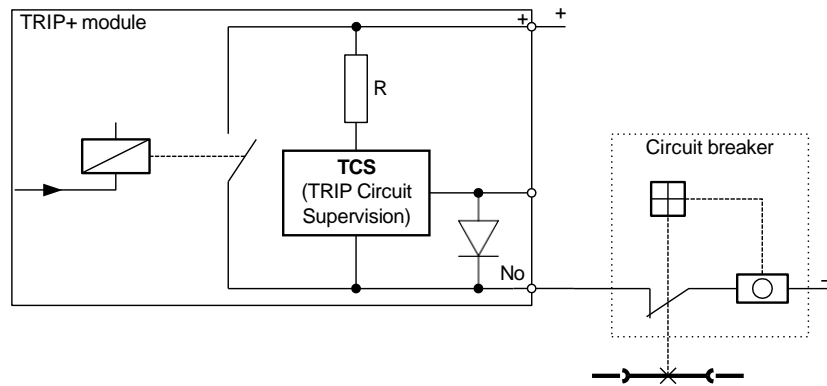 TRIP+ module
+
+
R
TCS
(TRIP Circuit
Supervision)
No
Circuit breaker
-